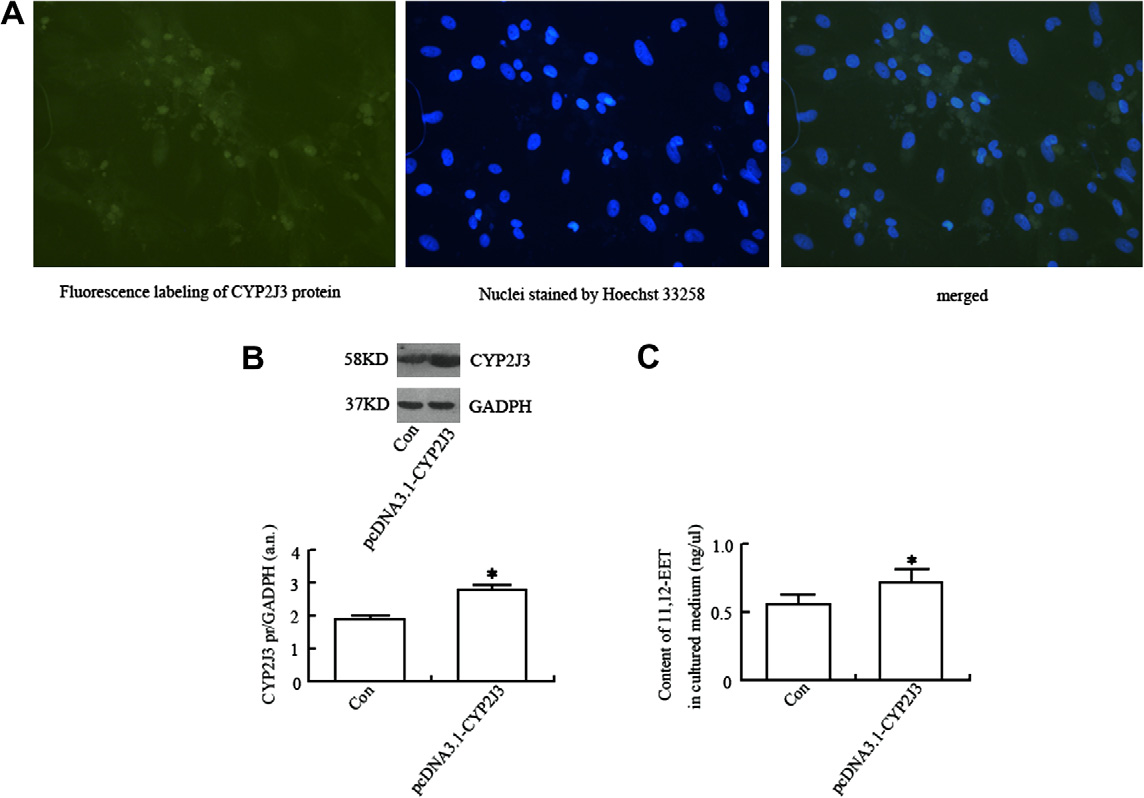 A
Fluorescence labeling of CYP2J3 protein
Nuclei stained by Hoechst 33258
merged
B
58KD
CYP2J3
37KD
GADPH
Con
pcDNA3.1-CYP2J3
CYP2J3 pr/GADPH (a.n.)
4
3
2
1
0
*
Con
pcDNA3.1-CYP2J3
C
Content of 11,12-EET
in cultured medium (ng/ul)
1.0
0.5
0
*
Con
pcDNA3.1-CYP2J3